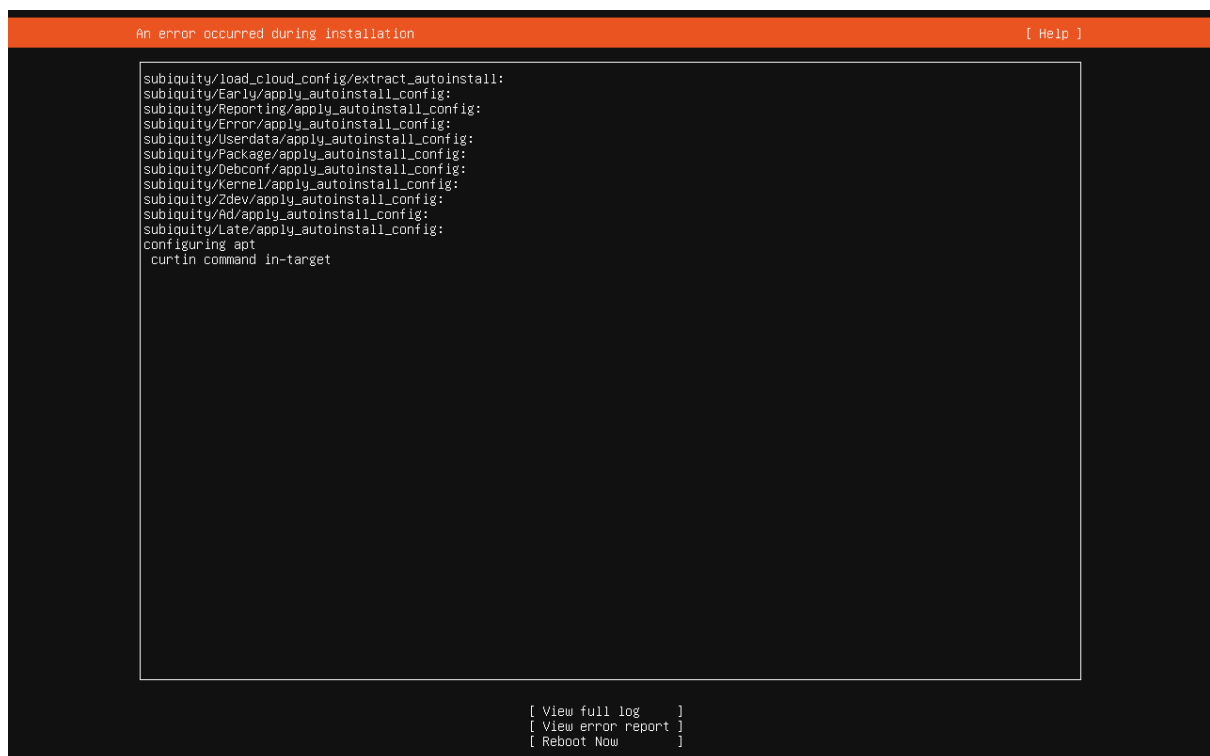 An error occurred during installation [ Help ]
subiquity/load_cloud_config/extract_autoinstall:
subiquity/Early/apply_autoinstall_config:
subiquity/Reporting/apply_autoinstall_config:
subiquity/Error/apply_autoinstall_config:
subiquity/Userdata/apply_autoinstall_config:
subiquity/Package/apply_autoinstall_config:
subiquity/Debconf/apply_autoinstall_config:
subiquity/Kernel/apply_autoinstall_config:
subiquity/Zdev/apply_autoinstall_config:
subiquity/Ad/apply_autoinstall_config:
subiquity/Late/apply_autoinstall_config:
configuring apt
 curtin command in-target
[ View full log ]
[ View error report ]
[ Reboot Now ]